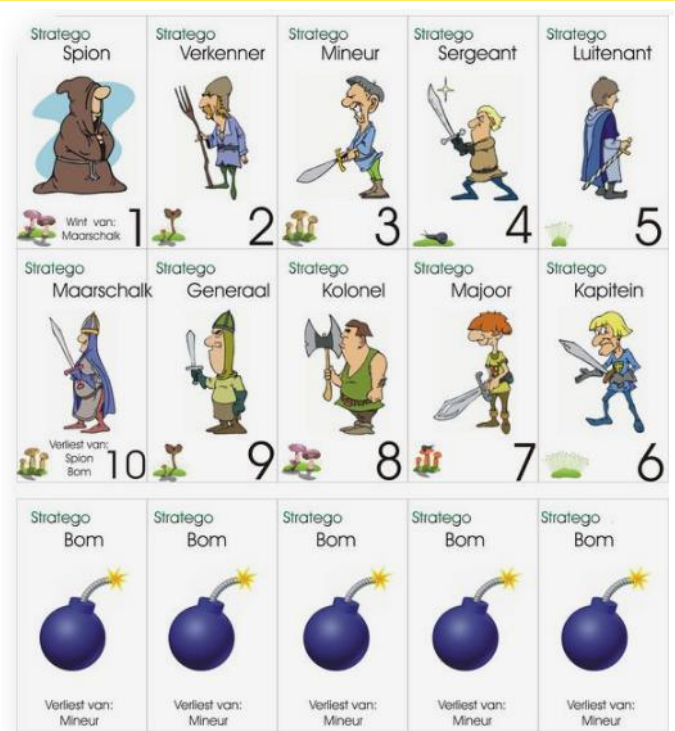 Stratego
Spion
Wint van:
Maarschalk
1
Stratego
Verkenner
2
Stratego
Mineur
3
Stratego
Sergeant
4
Stratego
Luitenant
5
Stratego
Maarschalk
Verliest van:
Spion
Bom
10
Stratego
Generaal
9
Stratego
Kolonel
8
Stratego
Majoor
7
Stratego
Kapitein
6
Stratego
Bom
Verliest van:
Mineur
Stratego
Bom
Verliest van:
Mineur
Stratego
Bom
Verliest van:
Mineur
Stratego
Bom
Verliest van:
Mineur
Stratego
Bom
Verliest van:
Mineur